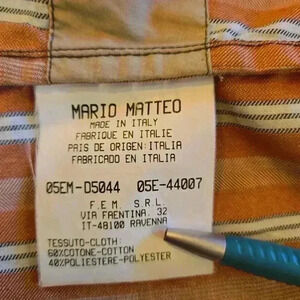 MARIO MATTEO
MADE IN ITALY
FABRIQUE EN ITALIE
PAIS DE ORIGEN:ITALIA
FABRICADO EN ITALIA
05EM-D5044 05E-44007
F.E.M. S.R.L.
VIA FAENTINA, 32
IT-48100 RAVENNA
TESSUTO-CLOTH:
60%COTONE-COTTON
40%POLIESTERE-POLYESTER